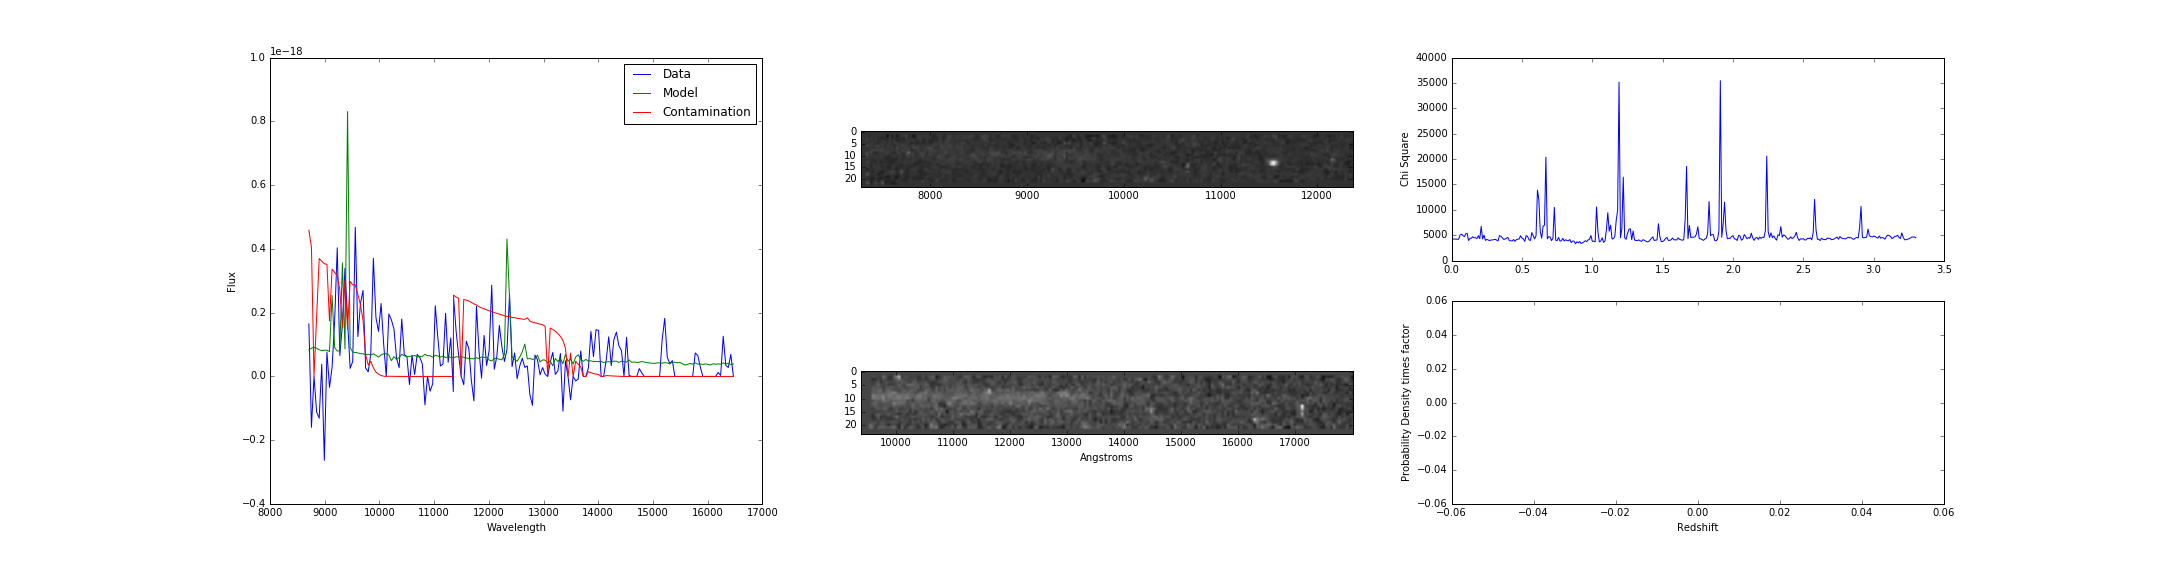 1e−18
1.0
0.8
0.6
0.4
0.2
0.0
−0.2
−0.4
Flux
8000 9000 10000 11000 12000 13000 14000 15000 16000 17000
Wavelength
Data
Model
Contamination
0
5
10
15
20
8000 9000 10000 11000 12000
0
5
10
15
20
10000 11000 12000 13000 14000 15000 16000 17000
Angstroms
40000
35000
30000
25000
20000
15000
10000
5000
0
Chi Square
0.0 0.5 1.0 1.5 2.0 2.5 3.0 3.5
0.06
0.04
0.02
0.00
−0.02
−0.04
−0.06
Probability Density times factor
−0.06 −0.04 −0.02 0.00 0.02 0.04 0.06
Redshift